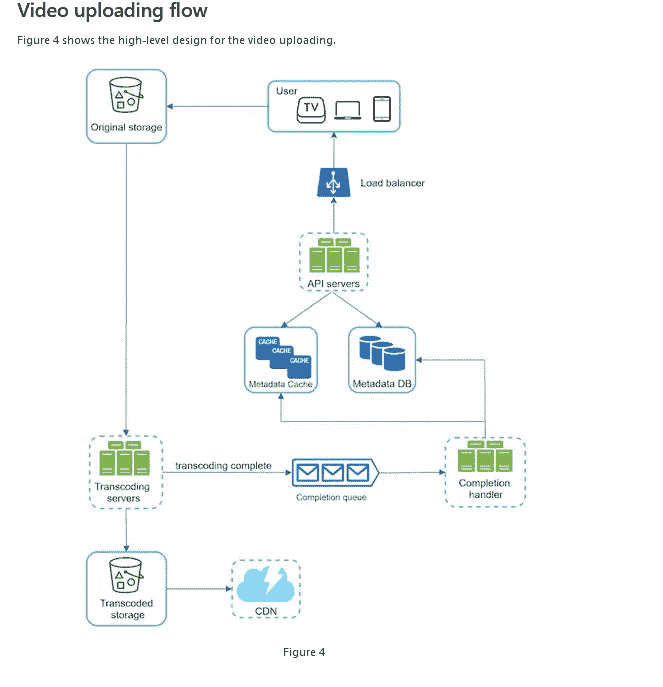 Video uploading flow
Figure 4 shows the high-level design for the video uploading.
User
TV
Original storage
Load balancer
API servers
CACHE
CACHE
CACHE
Metadata Cache
Metadata DB
transcoding complete
Transcoding
servers
Completion queue
Completion
handler
Transcoded
storage
CDN
Figure 4